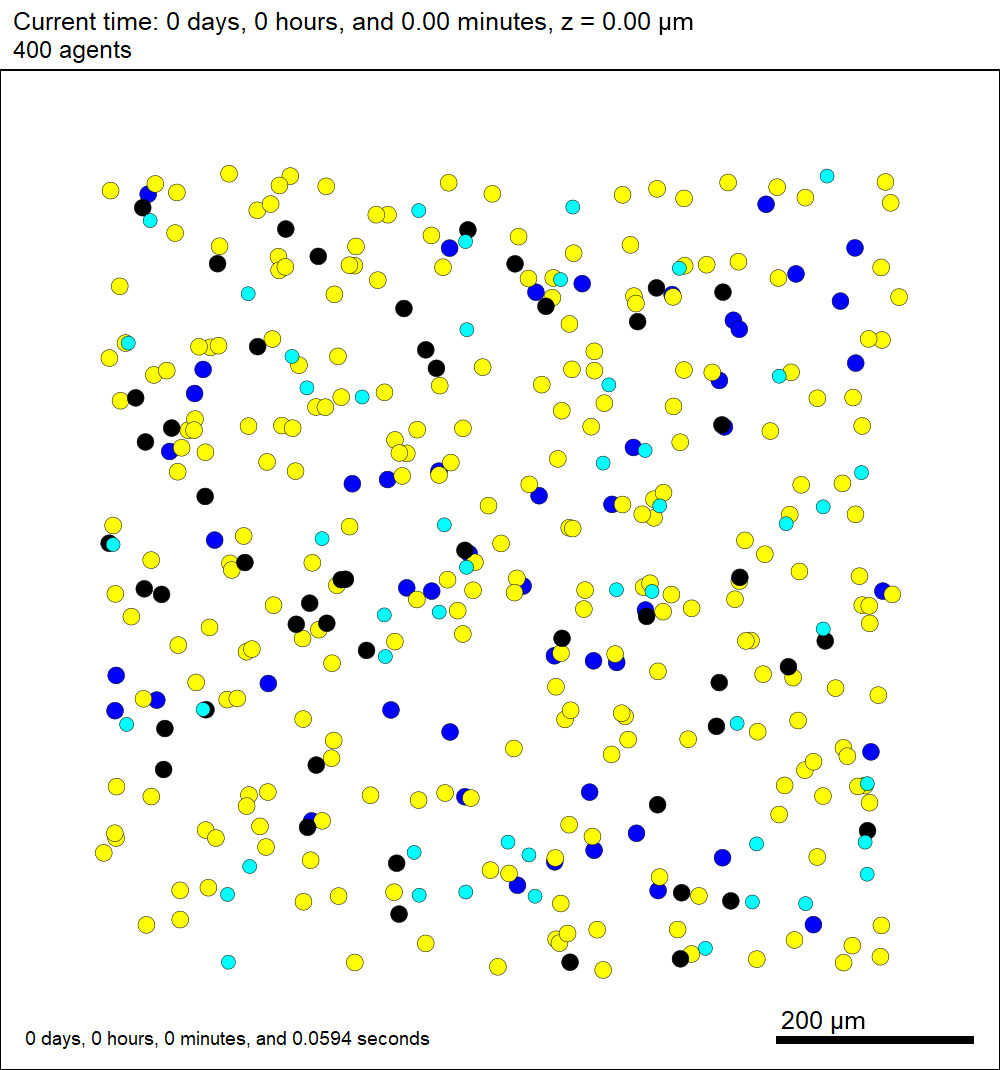 Current time: 0 days, 0 hours, and 0.00 minutes, z = 0.00 µm
400 agents
200 µm
0 days, 0 hours, 0 minutes, and 0.0594 seconds